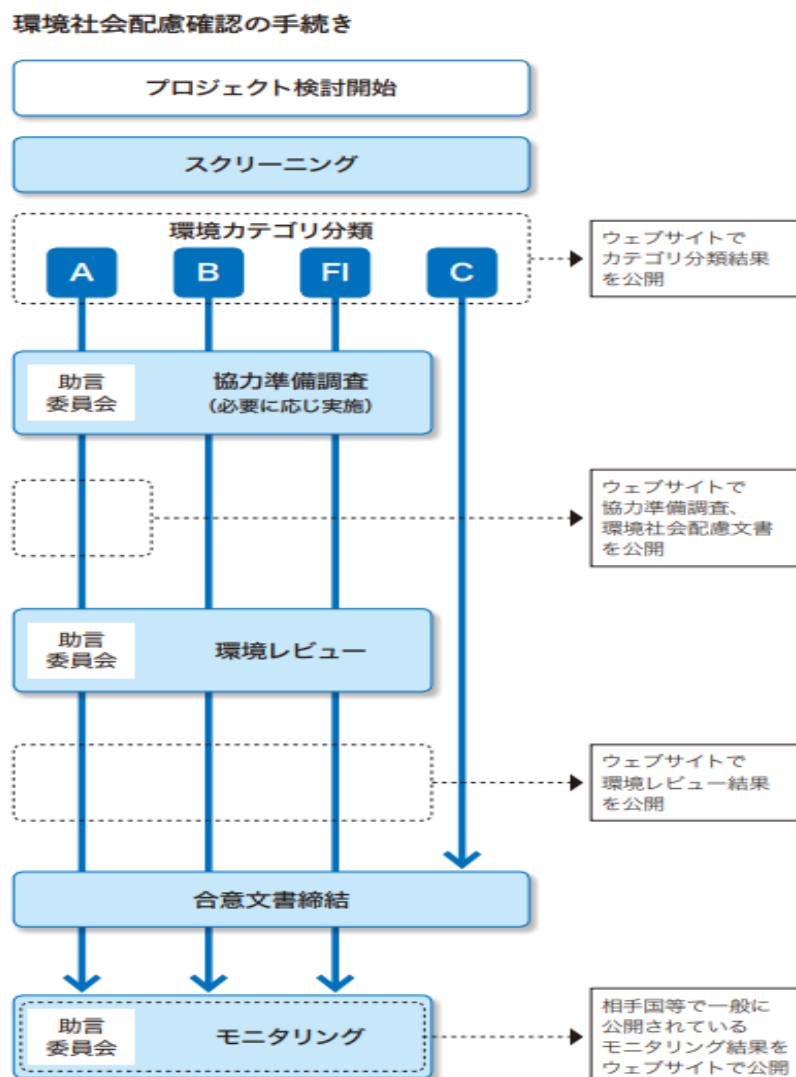 環境社会配慮確認の手続き
プロジェクト検討開始
スクリーニング
環境カテゴリ分類
A B FI C
ウェブサイトで
カテゴリ分類結果
を公開
助言
委員会
協力準備調査
(必要に応じ実施)
ウェブサイトで
協力準備調査、
環境社会配慮文書
を公開
助言
委員会
環境レビュー
ウェブサイトで
環境レビュー結果
を公開
合意文書締結
助言
委員会
モニタリング
相手国等で一般に
公開されている
モニタリング結果を
ウェブサイトで公開